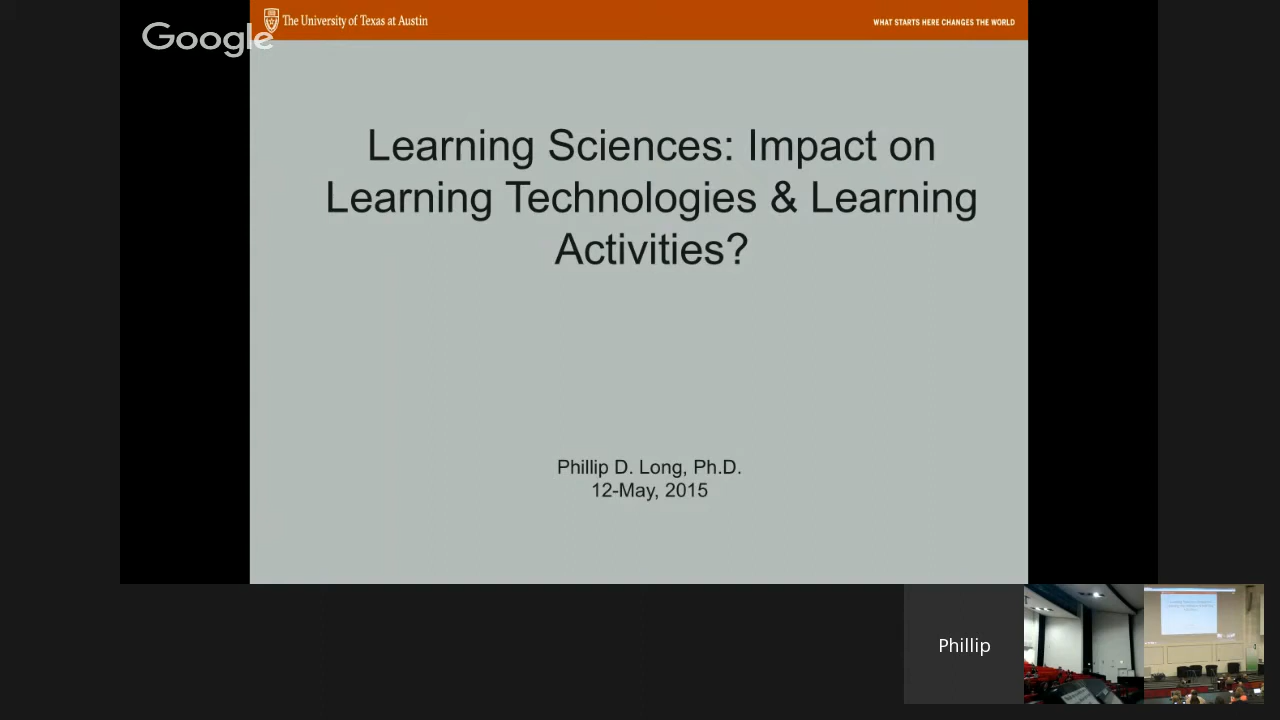 Google
The University of Texas at Austin
WHAT STARTS HERE CHANGES THE WORLD
Learning Sciences: Impact on
Learning Technologies & Learning
Activities?
Phillip D. Long, Ph.D.
12-May, 2015
Phillip